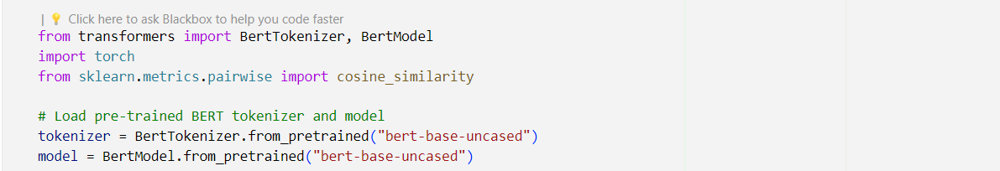 | 💡 Click here to ask Blackbox to help you code faster
from transformers import BertTokenizer, BertModel
import torch
from sklearn.metrics.pairwise import cosine_similarity
# Load pre-trained BERT tokenizer and model
tokenizer = BertTokenizer.from_pretrained("bert-base-uncased")
model = BertModel.from_pretrained("bert-base-uncased")